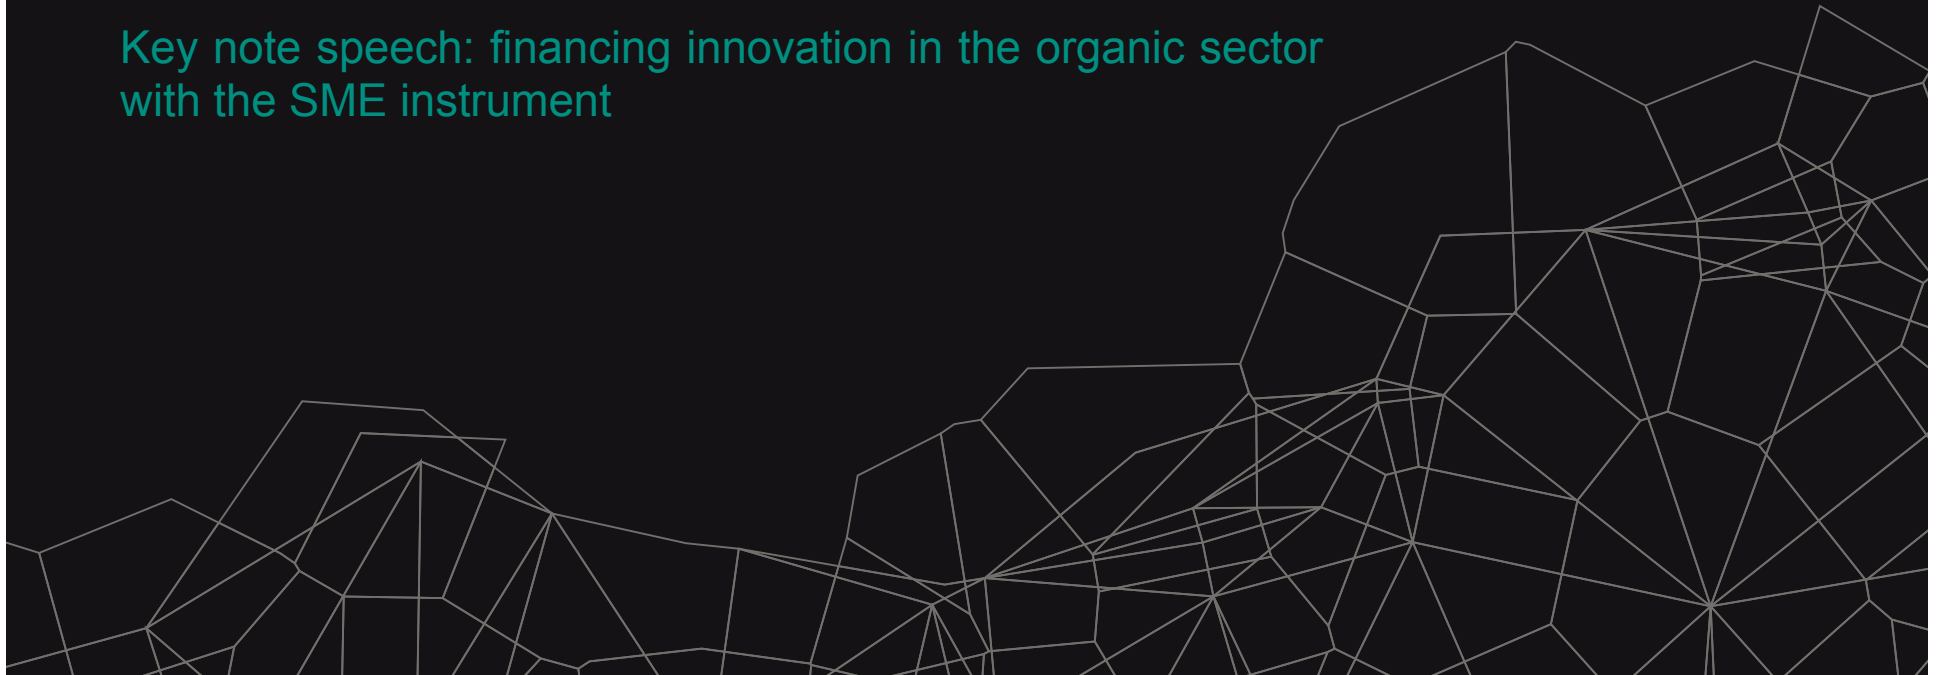 Key note speech: financing innovation in the organic sector
with the SME instrument